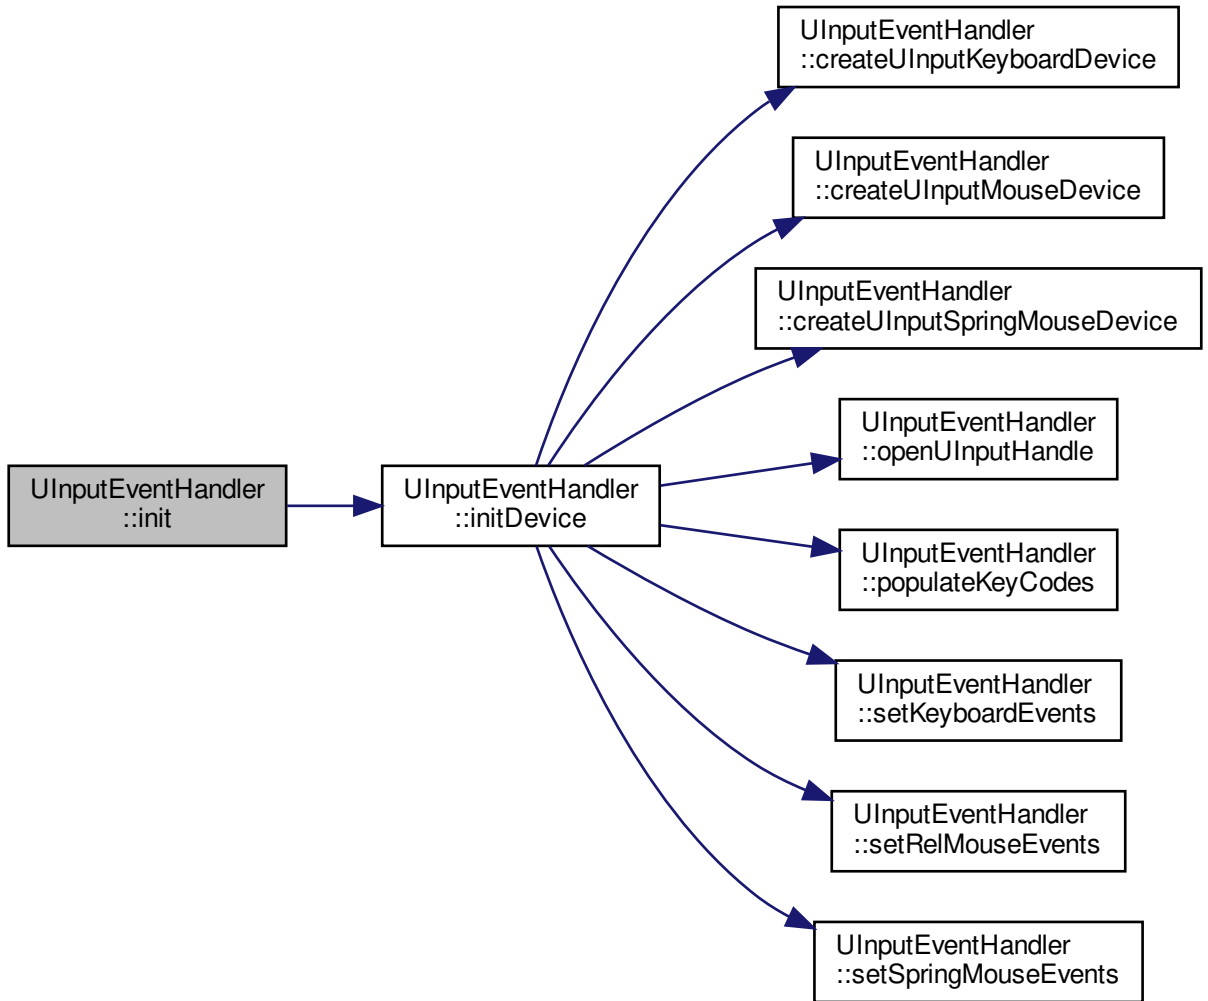 UInputEventHandler
::createUInputKeyboardDevice
UInputEventHandler
::createUInputMouseDevice
UInputEventHandler
::createUInputSpringMouseDevice
UInputEventHandler
::openUInputHandle
UInputEventHandler
::init
UInputEventHandler
::initDevice
UInputEventHandler
::populateKeyCodes
UInputEventHandler
::setKeyboardEvents
UInputEventHandler
::setRelMouseEvents
UInputEventHandler
::setSpringMouseEvents